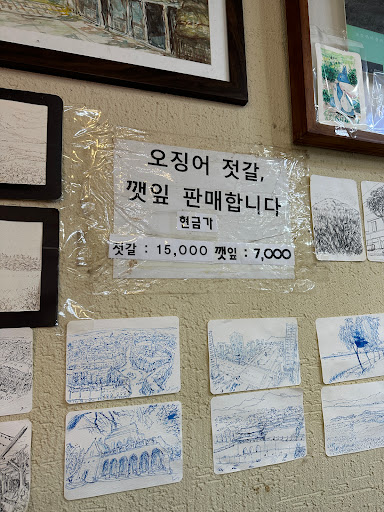 오징어 젓갈,
깻잎 판매합니다
현금가
젓갈 : 15,000 깻잎 : 7,000